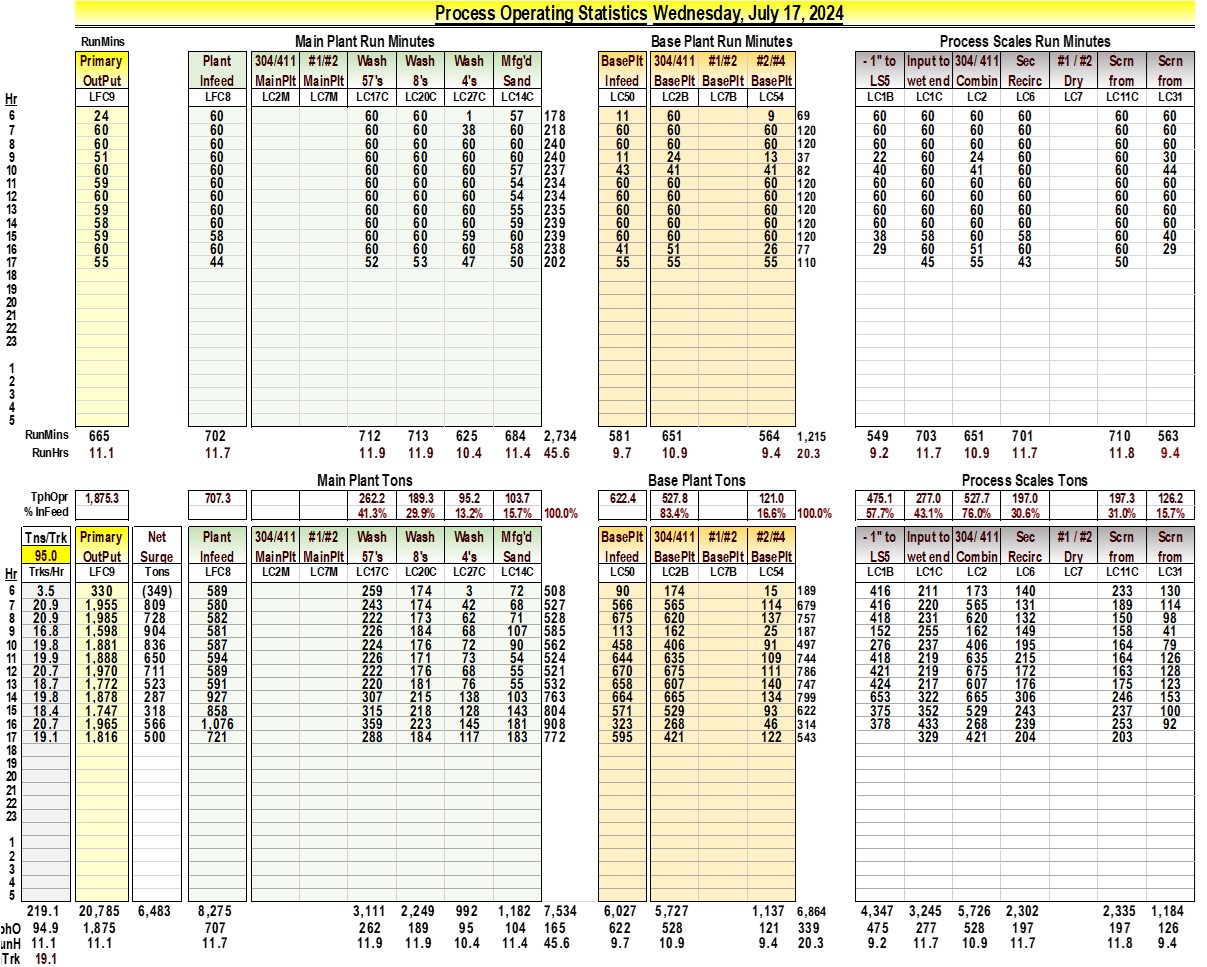 Process Operating Statistics Wednesday, July 17, 2024
RunMins Main Plant Run Minutes Base Plant Run Minutes Process Scales Run Minutes
Primary Plant 304/411 #1/#2 Wash Wash Wash Mfg'd BasePlt 304/411 #1/#2 #2/#4 - 1" to Input to 304/ 411 Sec #1 / #2 Scrn Scrn
OutPut Infeed MainPlt MainPlt 57's 8's 4's Sand Infeed BasePlt BasePlt BasePlt LS5 wet end Combin Recirc Dry from from
Hr LFC9 LFC8 LC2M LC7M LC17C LC20C LC27C LC14C LC50 LC2B LC7B LC54 LC1B LC1C LC2 LC6 LC7 LC11C LC31
6 24 60 60 60 1 57 178 11 60 9 69 60 60 60 60 60 60
7 60 60 60 60 38 60 218 60 60 60 120 60 60 60 60 60 60
8 60 60 60 60 60 60 240 60 60 60 120 60 60 60 60 60 60
9 51 60 60 60 60 60 240 11 24 13 37 22 60 24 60 60 30
10 60 60 60 60 60 57 237 43 41 41 82 40 60 41 60 60 44
11 59 60 60 60 60 54 234 60 60 60 120 60 60 60 60 60 60
12 60 60 60 60 60 54 234 60 60 60 120 60 60 60 60 60 60
13 59 60 60 60 60 55 235 60 60 60 120 60 60 60 60 60 60
14 58 60 60 60 60 59 239 60 60 60 120 60 60 60 60 60 60
15 59 58 60 60 59 60 239 60 60 60 120 38 58 60 58 60 40
16 60 60 60 60 60 58 238 41 51 26 77 29 60 51 60 60 29
17 55 44 52 53 47 50 202 55 55 55 110 45 55 43 50
18
19
20
21
22
23
1
2
3
4
5
RunMins 665 702 712 713 625 684 2,734 581 651 564 1,215 549 703 651 701 710 563
RunHrs 11.1 11.7 11.9 11.9 10.4 11.4 45.6 9.7 10.9 9.4 20.3 9.2 11.7 10.9 11.7 11.8 9.4
Main Plant Tons Base Plant Tons Process Scales Tons
TphOpr 1,875.3 707.3 262.2 189.3 95.2 103.7 622.4 527.8 121.0 475.1 277.0 527.7 197.0 197.3 126.2
% InFeed 41.3% 29.9% 13.2% 15.7% 100.0% 83.4% 16.6% 100.0% 57.7% 43.1% 76.0% 30.6% 31.0% 15.7%
Tns/Trk Primary Net Plant 304/411 #1/#2 Wash Wash Wash Mfg'd BasePlt 304/411 #1/#2 #2/#4 - 1" to Input to 304/ 411 Sec #1 / #2 Scrn Scrn
95.0 OutPut Surge Infeed MainPlt MainPlt 57's 8's 4's Sand Infeed BasePlt BasePlt BasePlt LS5 wet end Combin Recirc Dry from from
Hr Trks/Hr LFC9 Tons LFC8 LC2M LC7M LC17C LC20C LC27C LC14C LC50 LC2B LC7B LC54 LC1B LC1C LC2 LC6 LC7 LC11C LC31
6 3.5 330 (349) 589 259 174 3 72 508 90 174 15 189 416 211 173 140 233 130
7 20.9 1,955 809 580 243 174 42 68 527 566 565 114 679 416 220 565 131 189 114
8 20.9 1,985 728 582 222 173 62 71 528 675 620 137 757 418 231 620 132 150 98
9 16.8 1,598 904 581 226 184 68 107 585 113 162 25 187 152 255 162 149 158 41
10 19.8 1,881 836 587 224 176 72 90 562 458 406 91 497 276 237 406 195 164 79
11 19.9 1,888 650 594 226 171 73 54 524 644 635 109 744 418 219 635 215 164 126
12 20.7 1,970 711 589 222 176 68 55 521 670 675 111 786 421 219 675 172 163 128
13 18.7 1,772 523 591 220 181 76 55 532 658 607 140 747 424 217 607 176 175 123
14 19.8 1,878 287 927 307 215 138 103 763 664 665 134 799 653 322 665 306 246 153
15 18.4 1,747 318 858 315 218 128 143 804 571 529 93 622 375 352 529 243 237 100
16 20.7 1,965 566 1,076 359 223 145 181 908 323 268 46 314 378 433 268 239 253 92
17 19.1 1,816 500 721 288 184 117 183 772 595 421 122 543 329 421 204 203
18
19
20
21
22
23
1
2
3
4
5
219.1 20,785 6,483 8,275 3,111 2,249 992 1,182 7,534 6,027 5,727 1,137 6,864 4,347 3,245 5,726 2,302 2,335 1,184
phO 94.9 1,875 707 262 189 95 104 165 622 528 121 339 475 277 528 197 197 126
unH 11.1 11.1 11.7 11.9 11.9 10.4 11.4 45.6 9.7 10.9 9.4 20.3 9.2 11.7 10.9 11.7 11.8 9.4
Trk 19.1